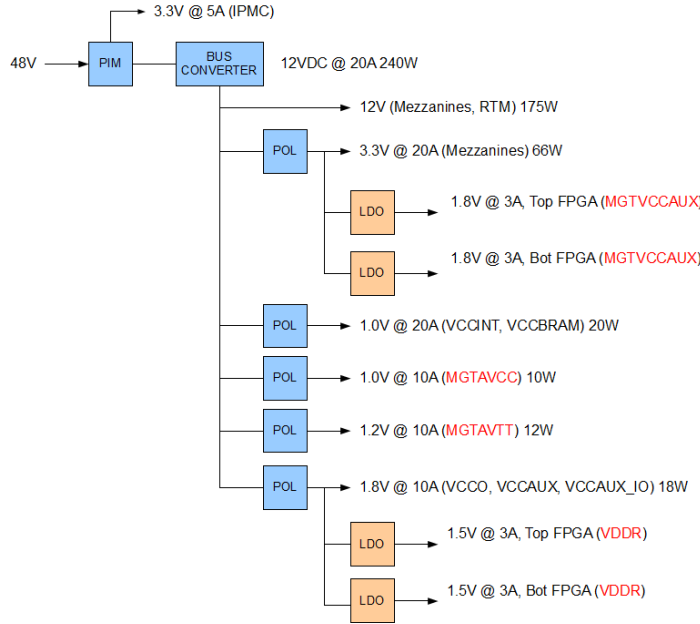 3.3V @ 5A (IPMC)
48V
PIM
BUS
CONVERTER
12VDC @ 20A 240W
12V (Mezzanines, RTM) 175W
POL
3.3V @ 20A (Mezzanines) 66W
LDO
1.8V @ 3A, Top FPGA (MGTVCCAUX)
LDO
1.8V @ 3A, Bot FPGA (MGTVCCAUX)
POL
1.0V @ 20A (VCCINT, VCCBRAM) 20W
POL
1.0V @ 10A (MGTAVCC) 10W
POL
1.2V @ 10A (MGTAVTT) 12W
POL
1.8V @ 10A (VCCO, VCCAUX, VCCAUX_IO) 18W
LDO
1.5V @ 3A, Top FPGA (VDDR)
LDO
1.5V @ 3A, Bot FPGA (VDDR)